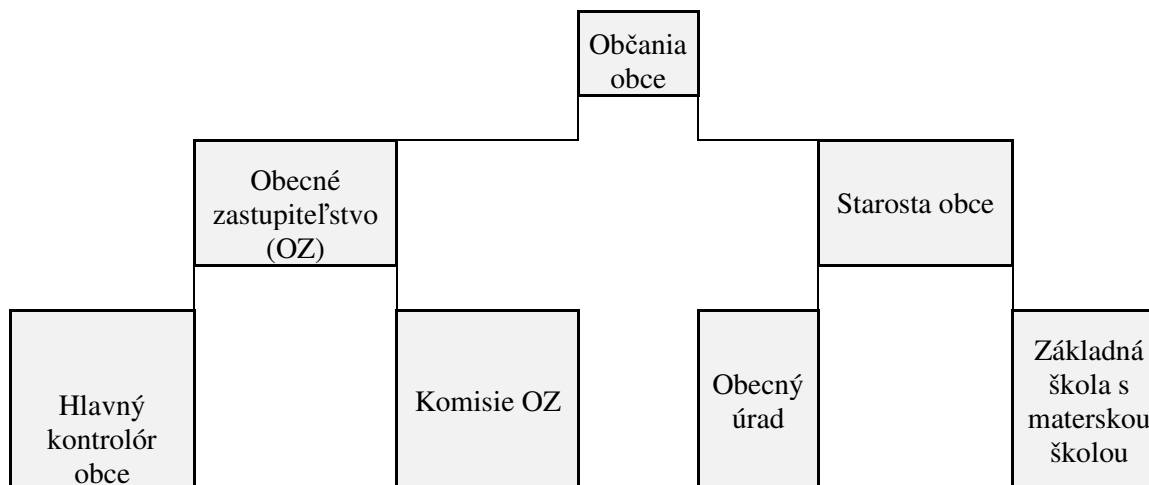 Občania
obce
Obecné
zastupiteľstvo
(OZ)
Starosta obce
Hlavný
kontrolór
obce
Komisie OZ
Obecný
úrad
Základná
škola s
materskou
školou